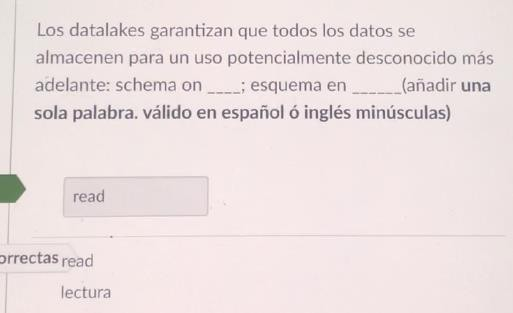 Los datalakes garantizan que todos los datos se
almacenen para un uso potencialmente desconocido más
adelante: schema on ____; esquema en ______(añadir una
sola palabra. válido en español ó inglés minúsculas)
read
orrectas read
lectura